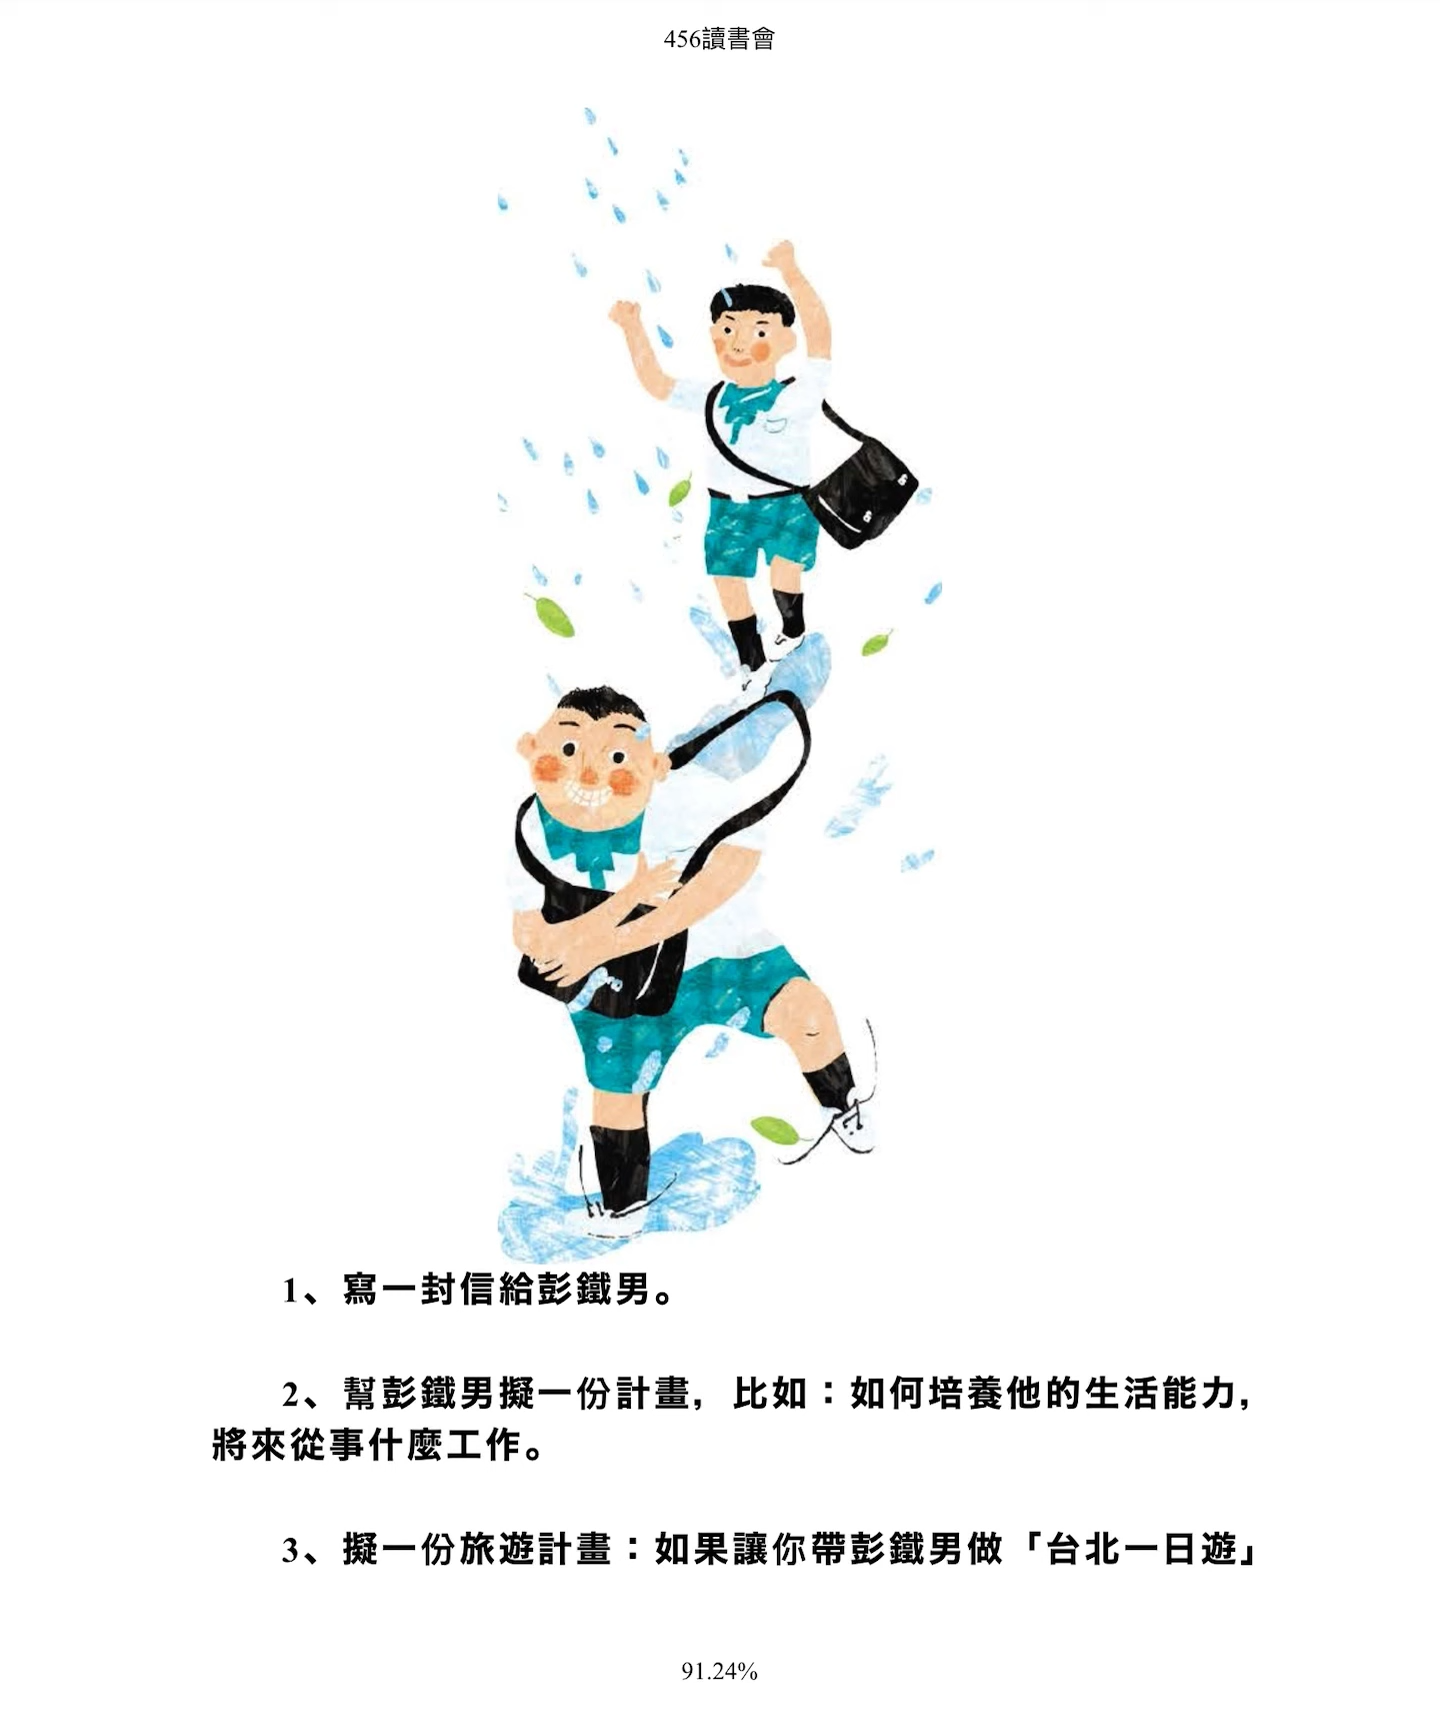 456讀書會
1、寫一封信給彭鐵男。
2、幫彭鐵男擬一份計畫，比如：如何培養他的生活能力，
將來從事什麼工作。
3、擬一份旅遊計畫：如果讓你帶彭鐵男做「台北一日遊」
91.24%